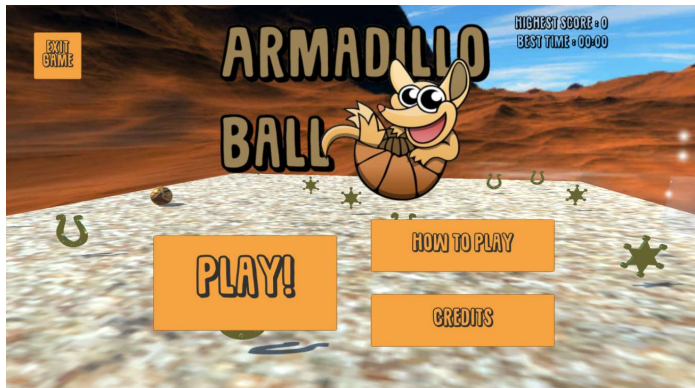 EXIT
GAME
ARMADILLO
BALL
HIGHEST SCORE : 0
BEST TIME : 00:00
PLAY!
HOW TO PLAY
CREDITS